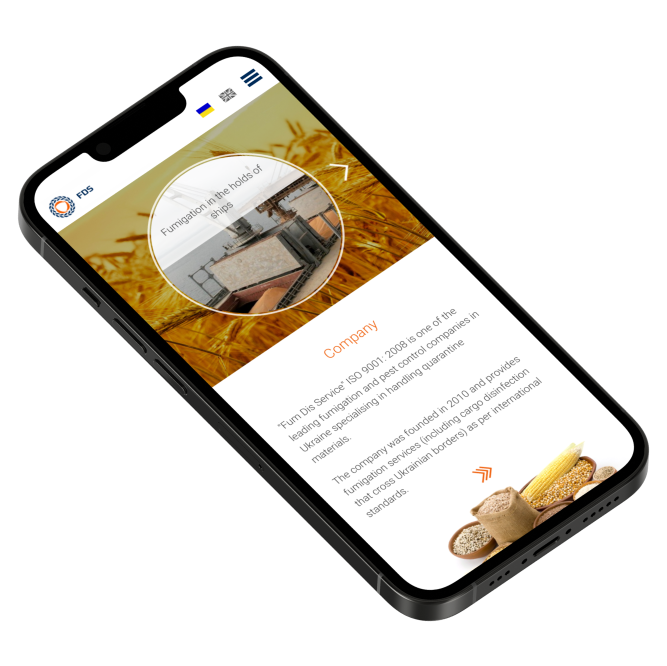 FDS
Fumigation in the holds of
ships
Company
"Fum Dis Service" ISO 9001: 2008 is one of the
leading fumigation and pest control companies in
Ukraine specialising in handling quarantine
materials.
The company was founded in 2010 and provides
fumigation services (including cargo disinfection
that cross Ukrainian borders) as per international
standards.